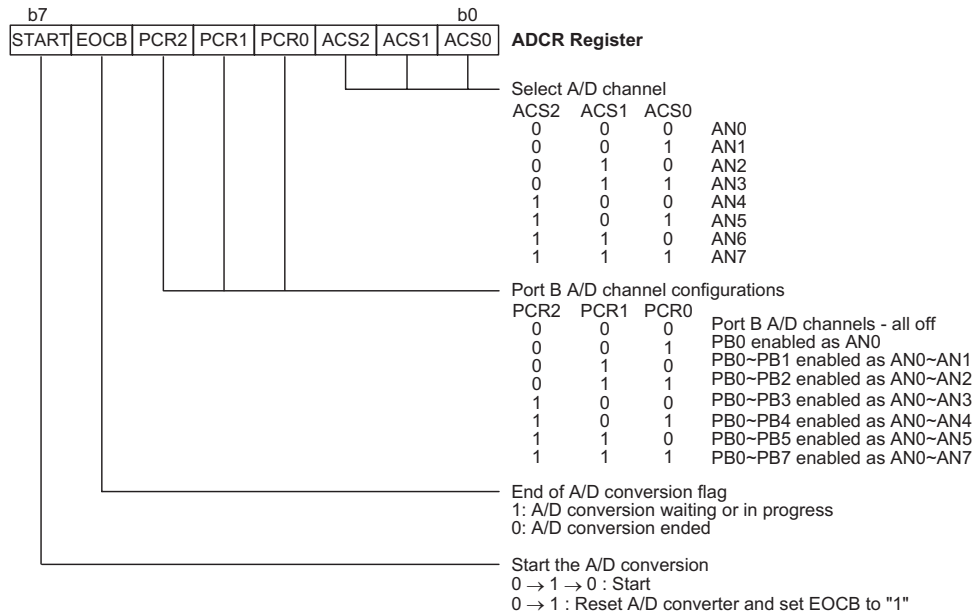 b7 b0
START EOCB PCR2 PCR1 PCR0 ACS2 ACS1 ACS0 ADCR Register
Select A/D channel
ACS2 ACS1 ACS0
0 0 0 AN0
0 0 1 AN1
0 1 0 AN2
0 1 1 AN3
1 0 0 AN4
1 0 1 AN5
1 1 0 AN6
1 1 1 AN7
Port B A/D channel configurations
PCR2 PCR1 PCR0
0 0 0 Port B A/D channels - all off
0 0 1 PB0 enabled as AN0
0 1 0 PB0~PB1 enabled as AN0~AN1
0 1 1 PB0~PB2 enabled as AN0~AN2
1 0 0 PB0~PB3 enabled as AN0~AN3
1 0 1 PB0~PB4 enabled as AN0~AN4
1 1 0 PB0~PB5 enabled as AN0~AN5
1 1 1 PB0~PB7 enabled as AN0~AN7
End of A/D conversion flag
1: A/D conversion waiting or in progress
0: A/D conversion ended
Start the A/D conversion
0 → 1 → 0 : Start
0 → 1 : Reset A/D converter and set EOCB to "1"